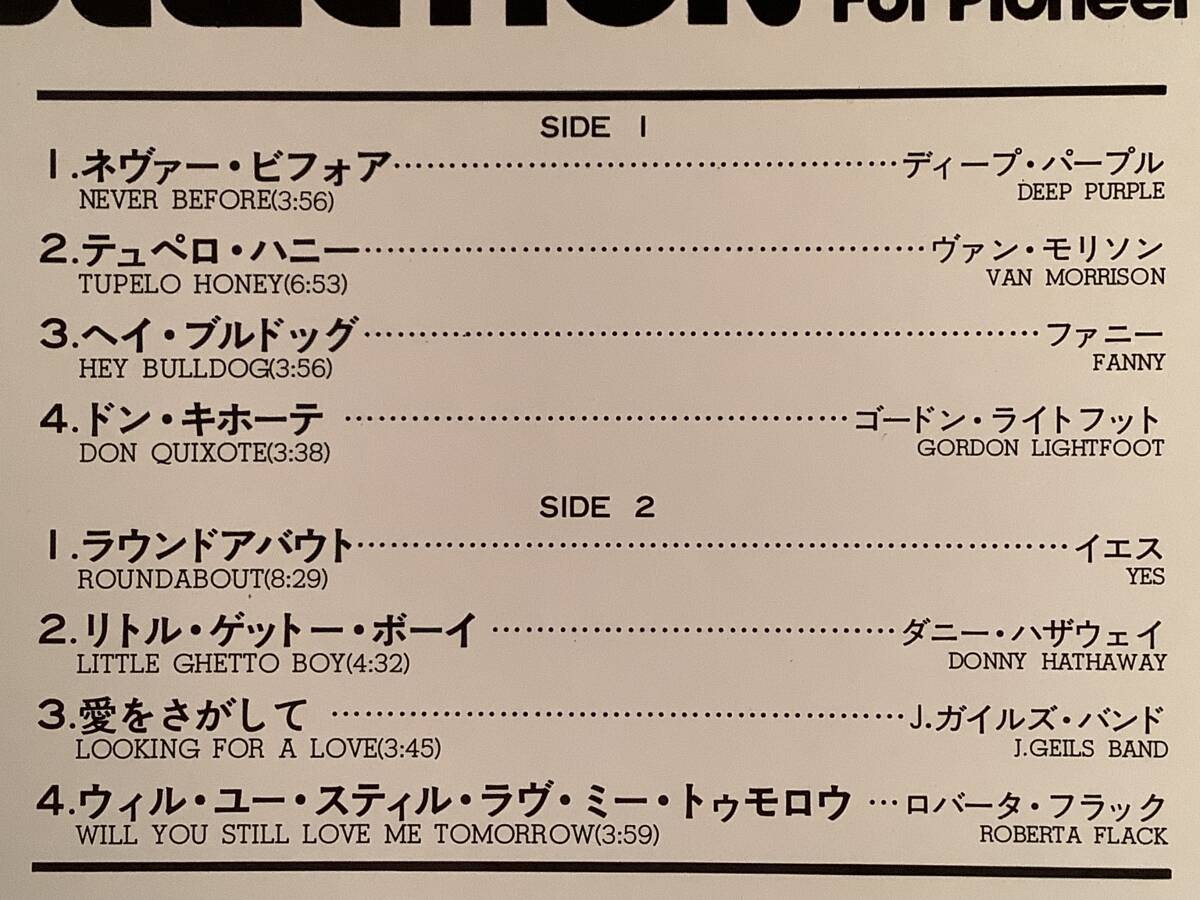 SELECTION For Pioneer
SIDE 1
1.ネヴァー・ビフォア……ディープ・パープル
NEVER BEFORE(3:56) DEEP PURPLE
2.テュペロ・ハニー……ヴァン・モリソン
TUPELO HONEY(6:53) VAN MORRISON
3.ヘイ・ブルドッグ……ファニー
HEY BULLDOG(3:56) FANNY
4.ドン・キホーテ……ゴードン・ライトフット
DON QUIXOTE(3:38) GORDON LIGHTFOOT
SIDE 2
1.ラウンドアバウト……イエス
ROUNDABOUT(8:29) YES
2.リトル・ゲットー・ボーイ……ダニー・ハザウェイ
LITTLE GHETTO BOY(4:32) DONNY HATHAWAY
3.愛をさがして……J.ガイルズ・バンド
LOOKING FOR A LOVE(3:45) J.GEILS BAND
4.ウィル・ユー・スティル・ラヴ・ミー・トゥモロウ…ロバータ・フラック
WILL YOU STILL LOVE ME TOMORROW(3:59) ROBERTA FLACK